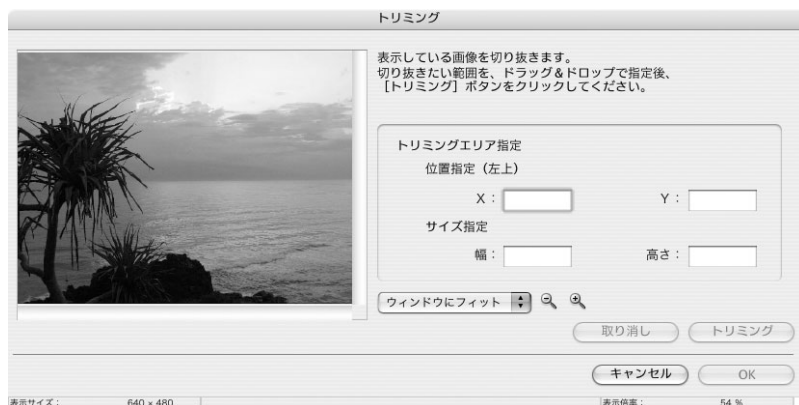 トリミング
表示している画像を切り抜きます。
切り抜きたい範囲を、ドラッグ&ドロップで指定後、
[トリミング] ボタンをクリックしてください。
トリミングエリア指定
位置指定（左上）
X： Y：
サイズ指定
幅： 高さ：
ウィンドウにフィット
取り消し トリミング
キャンセル OK
表示サイズ： 640 x 480 表示倍率： 54 %